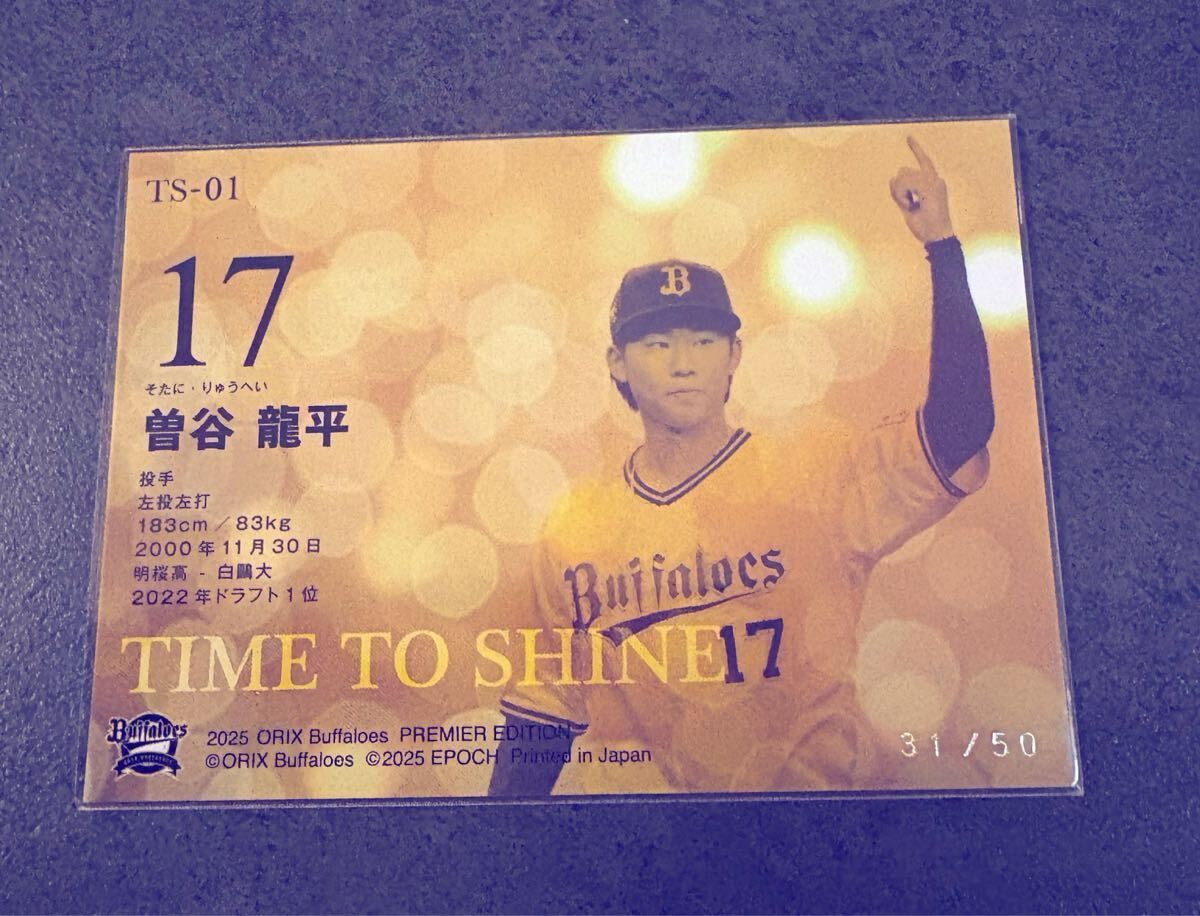 TS-01
17
そたに・りゅうへい
曽谷 龍平
投手
左投左打
183cm／83kg
2000年11月30日
明桜高 - 白鷗大
2022年ドラフト1位
B
Buffaloes
17
TIME TO SHINE
Buffaloes
2025 ORIX Buffaloes PREMIER EDITION
©ORIX Buffaloes ©2025 EPOCH Printed in Japan
31/50